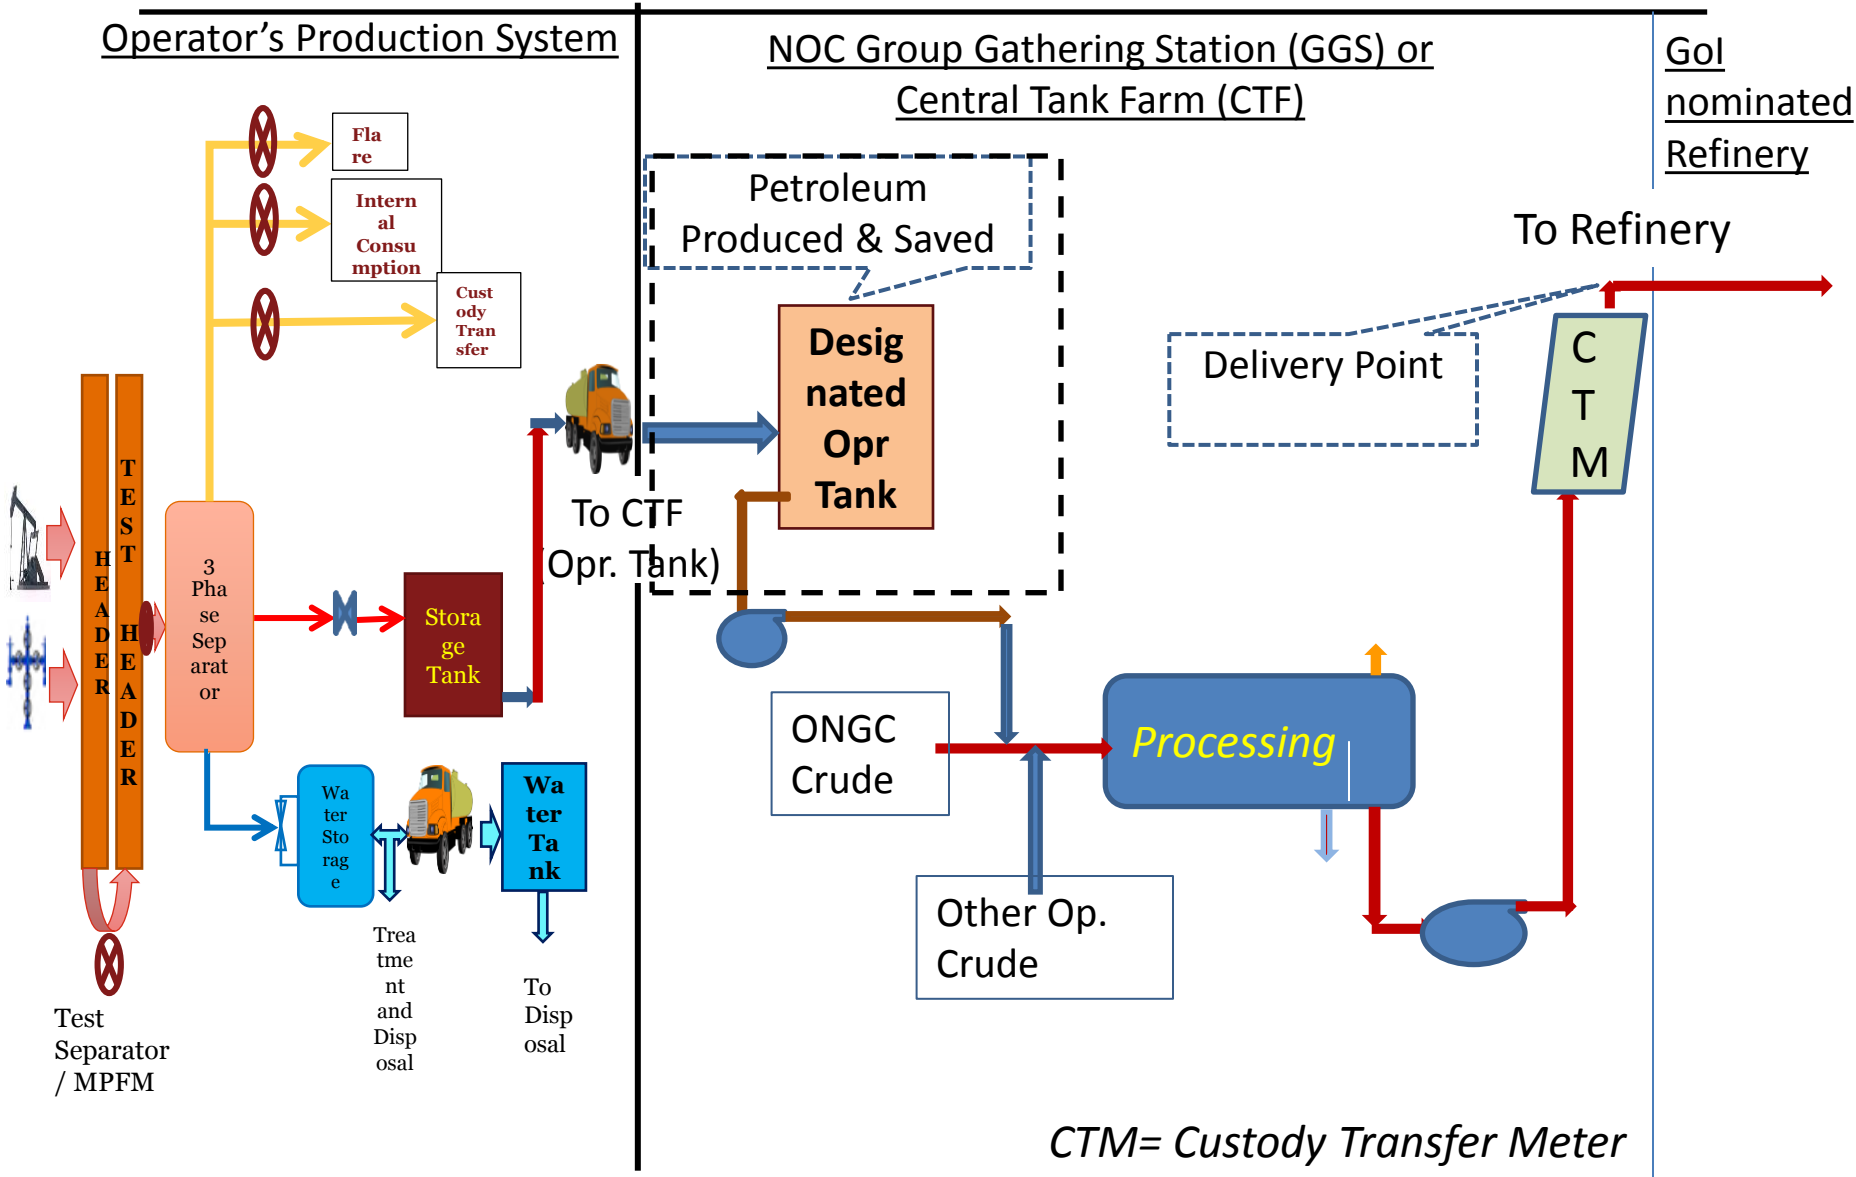 Operator’s Production System
NOC Group Gathering Station (GGS) or
Central Tank Farm (CTF)
GoI
nominated
Refinery
Fla
re
Intern
al
Consu
mption
Cust
ody
Tran
sfer
Petroleum
Produced & Saved
To Refinery
Desig
nated
Opr
Tank
Delivery Point
C
T
M
To CTF
(Opr. Tank)
H
E
A
D
E
R
T
E
S
T
H
E
A
D
E
R
3
Pha
se
Sep
arat
or
Stora
ge
Tank
ONGC
Crude
Processing
Wa
ter
Sto
rag
e
Wa
ter
Ta
nk
Other Op.
Crude
Trea
tme
nt
and
Disp
osal
To
Disp
osal
Test
Separator
/ MPFM
CTM= Custody Transfer Meter